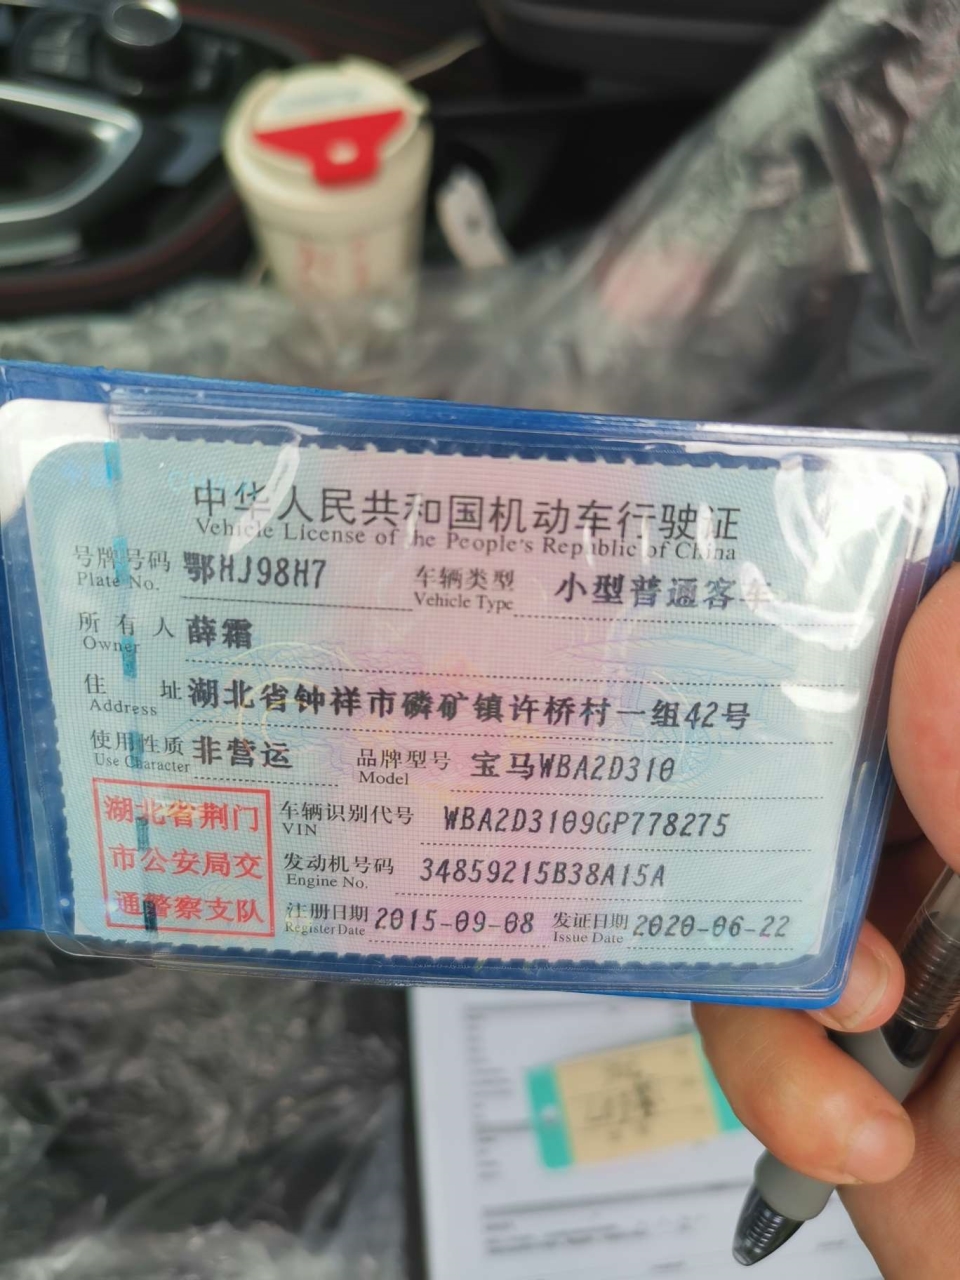 中华人民共和国机动车行驶证
Vehicle License of the People's Republic of China
号牌号码 鄂HJ98H7 车辆类型 小型普通客车
Plate No. Vehicle Type
所有人 薛霜
Owner
住址 湖北省钟祥市磷矿镇许桥村一组42号
Address
使用性质 非营运 品牌型号 宝马WBA2D310
Use Character Model
湖北省荆门
市公安局交
通警察支队
车辆识别代号 WBA2D3109GP778275
VIN
发动机号码 34859215B38A15A
Engine No.
注册日期 2015-09-08 发证日期 2020-06-22
Register Date Issue Date